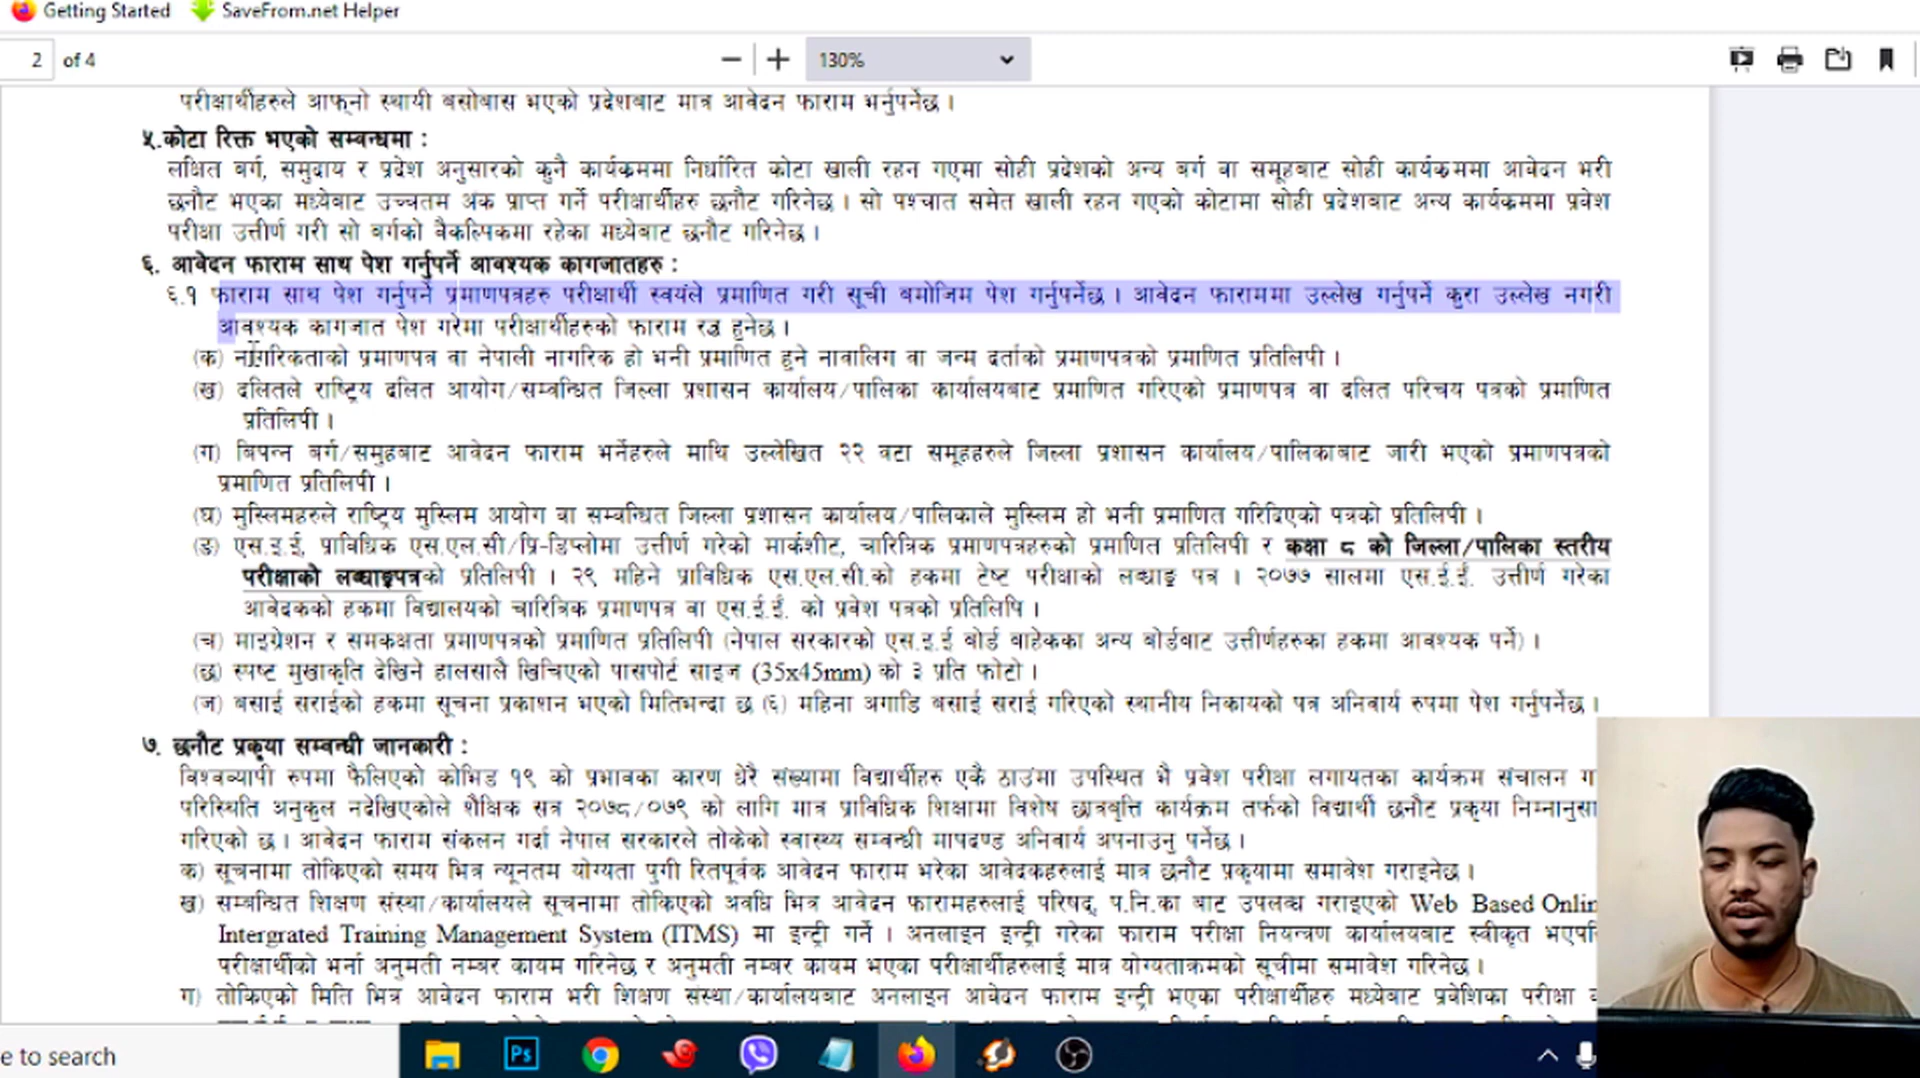 Getting Started SaveFrom.net Helper
2 of 4 130%
परीक्षार्थीहरुले आफ्नो स्थायी बसोबास भएको प्रदेशबाट मात्र आवेदन फाराम भर्नुपर्नेछ ।
५.कोटा रिक्त भएको सम्बन्धमा :
लक्षित बर्ग, समुदाय र प्रदेश अनुसारको कुनै कार्यक्रममा निर्धारित कोटा खाली रहन गएमा सोही प्रदेशको अन्य बर्ग वा समूहबाट सोही कार्यक्रममा आवेदन भरी
छनौट भएका मध्येबाट उच्चतम अंक प्राप्त गर्ने परीक्षार्थीहरु छनौट गरिनेछ । सो पश्चात समेत खाली रहन गएको कोटामा सोही प्रदेशबाट अन्य कार्यक्रममा प्रवेश
परीक्षा उत्तीर्ण गरी सो बर्गको बैकल्पिकमा रहेका मध्येबाट छनौट गरिनेछ ।
६. आवेदन फाराम साथ पेश गर्नुपर्ने आवश्यक कागजातहरु :
६.१ फाराम साथ पेश गर्नुपर्ने प्रमाणपत्रहरु परीक्षार्थी स्वयंले प्रमाणित गरी सूची बमोजिम पेश गर्नुपर्नेछ । आवेदन फाराममा उल्लेख गर्नुपर्ने कुरा उल्लेख नगरी
आवश्यक कागजात पेश गरेमा परीक्षार्थीहरुको फाराम रद्ध हुनेछ ।
(क) नागरिकताको प्रमाणपत्र वा नेपाली नागरिक हो भनी प्रमाणित हुने नावालिग वा जन्म दर्ताको प्रमाणपत्रको प्रमाणित प्रतिलिपी ।
(ख) दलितले राष्ट्रिय दलित आयोग/सम्वन्धित जिल्ला प्रशासन कार्यालय/पालिका कार्यालयबाट प्रमाणित गरिएको प्रमाणपत्र वा दलित परिचय पत्रको प्रमाणित
प्रतिलिपी ।
(ग) बिपन्न बर्ग/समुहबाट आवेदन फाराम भर्नेहरुले माथि उल्लेखित २२ वटा समूहहरुले जिल्ला प्रशासन कार्यालय/पालिकाबाट जारी भएको प्रमाणपत्रको
प्रमाणित प्रतिलिपी ।
(घ) मुस्लिमहरुले राष्ट्रिय मुस्लिम आयोग वा सम्वन्धित जिल्ला प्रशासन कार्यालय/पालिकाले मुस्लिम हो भनी प्रमाणित गरिदिएको पत्रको प्रतिलिपी ।
(ङ) एस.इ.ई. प्राविधिक एस.एल.सी/प्रि-डिप्लोमा उत्तीर्ण गरेको मार्कशीट, चारित्रिक प्रमाणपत्रहरुको प्रमाणित प्रतिलिपी र कक्षा ८ को जिल्ला/पालिका स्तरीय
परीक्षाको लब्धाङ्कपत्रको प्रतिलिपी । २९ महिने प्राविधिक एस.एल.सी.को हकमा टेष्ट परीक्षाको लब्धाङ्क पत्र । २०७७ सालमा एस.ई.ई. उत्तीर्ण गरेका
आवेदकको हकमा विद्यालयको चारित्रिक प्रमाणपत्र वा एस.ई.ई. को प्रवेश पत्रको प्रतिलिपि ।
(च) माइग्रेशन र समकक्षता प्रमाणपत्रको प्रमाणित प्रतिलिपी (नेपाल सरकारको एस.इ.ई बोर्ड बाहेकका अन्य बोर्डबाट उत्तीर्णहरुका हकमा आवश्यक पर्ने) ।
(छ) स्पष्ट मुखाकृति देखिने हालसालै खिचिएको पासपोर्ट साइज (35x45mm) को ३ प्रति फोटो ।
(ज) बसाई सराईको हकमा सूचना प्रकाशन भएको मितिभन्दा छ (६) महिना अगाडि बसाई सराई गरिएको स्थानीय निकायको पत्र अनिवार्य रुपमा पेश गर्नुपर्नेछ ।
७. छनौट प्रकृया सम्बन्धी जानकारी :
विश्वव्यापी रुपमा फैलिएको कोभिड १९ को प्रभावका कारण धेरै संख्यामा विद्यार्थीहरु एकै ठाउंमा उपस्थित भै प्रवेश परीक्षा लगायतका कार्यक्रम संचालन ग
परिस्थिति अनुकुल नदेखिएकोले शैक्षिक सत्र २०७८/०७९ को लागि मात्र प्राविधिक शिक्षामा विशेष छात्रवृत्ति कार्यक्रम तर्फको विद्यार्थी छनौट प्रकृया निम्नानुसा
गरिएको छ । आवेदन फाराम संकलन गर्दा नेपाल सरकारले तोकेको स्वास्थ्य सम्वन्धी मापदण्ड अनिवार्य अपनाउनु पर्नेछ ।
क) सूचनामा तोकिएको समय भित्र न्यूनतम योग्यता पुगी रितपूर्वक आवेदन फाराम भरेका आवेदकहरुलाई मात्र छनौट प्रकृयामा समावेश गराइनेछ ।
ख) सम्बन्धित शिक्षण संस्था/कार्यालयले सूचनामा तोकिएको अवधि भित्र आवेदन फारामहरुलाई परिषद्, प.नि.का बाट उपलब्ध गराइएको Web Based Onlin
Intergrated Training Management System (ITMS) मा इन्ट्री गर्ने । अनलाइन इन्ट्री गरेका फाराम परीक्षा नियन्त्रण कार्यालयबाट स्वीकृत भएपछि
परीक्षार्थीको भर्ना अनुमती नम्बर कायम गरिनेछ र अनुमती नम्बर कायम भएका परीक्षार्थीहरुलाई मात्र योग्यताक्रमको सूचीमा समावेश गरिनेछ ।
ग) तोकिएको मिति भित्र आवेदन फाराम भरी शिक्षण संस्था/कार्यालयबाट अनलाइन आवेदन फाराम इन्ट्री भएका परीक्षार्थीहरु मध्येबाट प्रवेशिका परीक्षा
e to search Ps